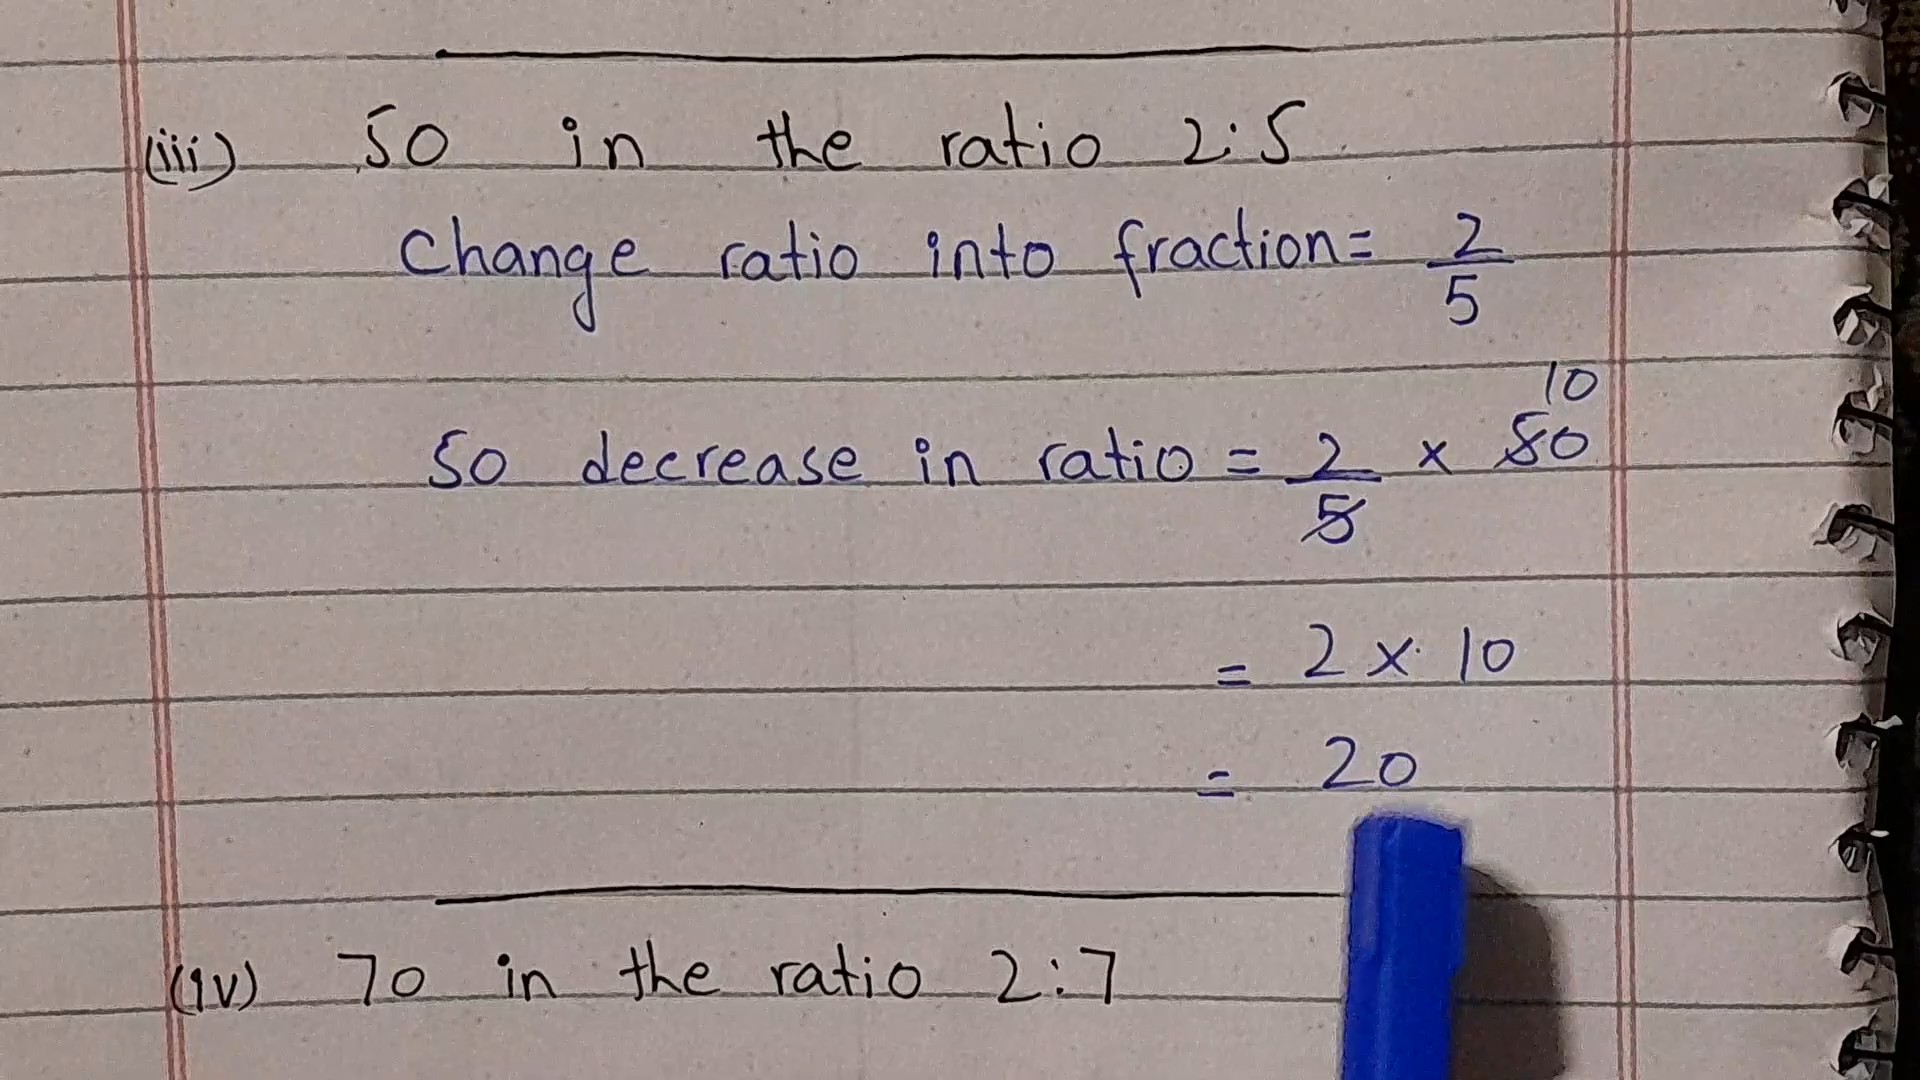 (iii) 50 in the ratio 2:5
Change ratio into fraction = 2/5
So decrease in ratio = 2/5 × 50 10
= 2 × 10
= 20
(iv) 70 in the ratio 2:7